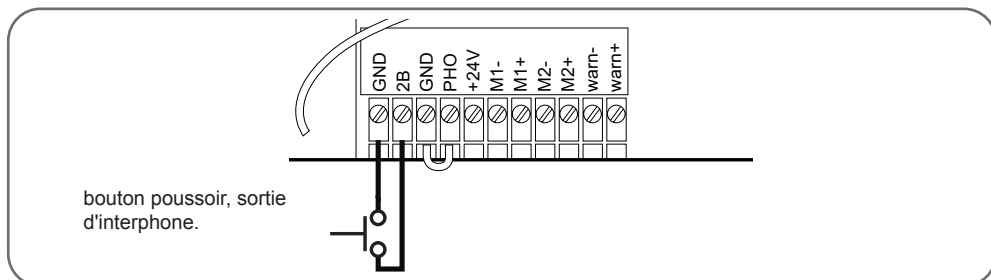 GND
2B
GND
PHO
+24V
M1-
M1+
M2-
M2+
warn-
warn+
bouton poussoir, sortie
d'interphone.